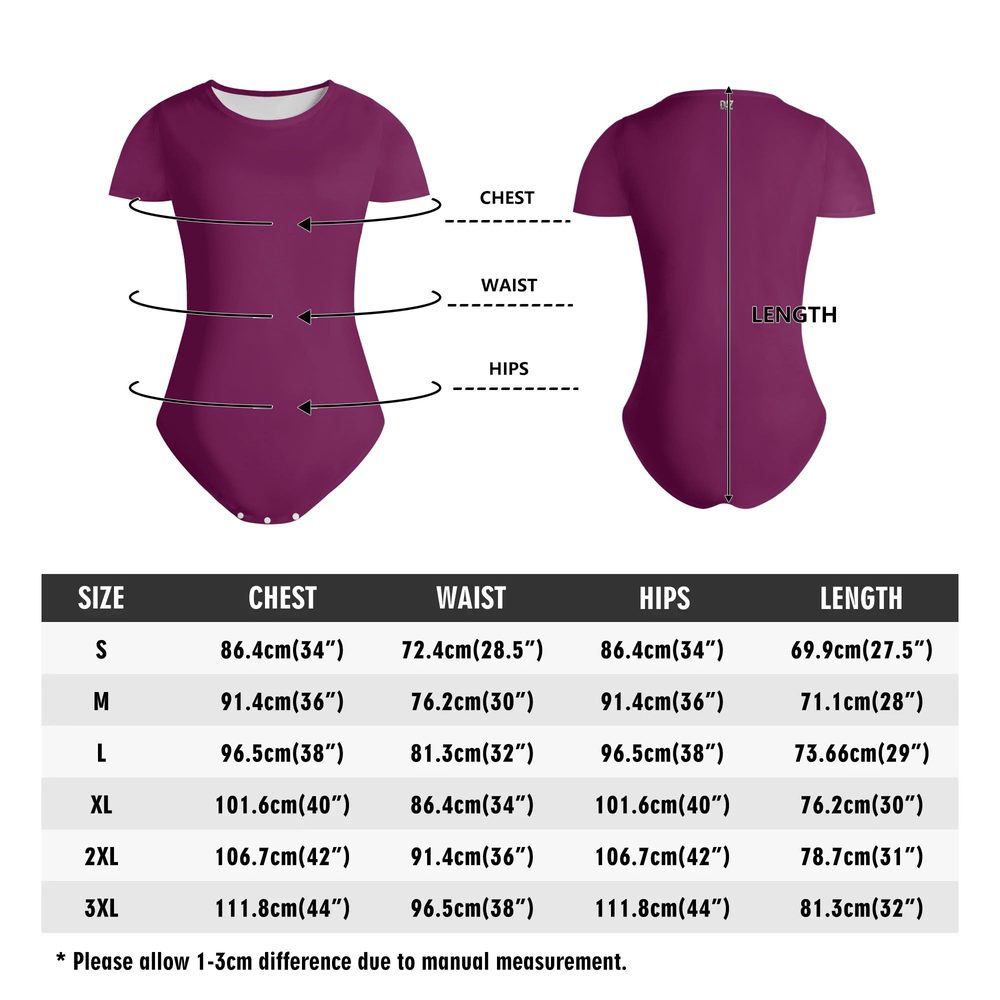 CHEST
WAIST
LENGTH
HIPS
SIZE CHEST WAIST HIPS LENGTH
S 86.4cm(34”) 72.4cm(28.5”) 86.4cm(34”) 69.9cm(27.5”)
M 91.4cm(36”) 76.2cm(30”) 91.4cm(36”) 71.1cm(28”)
L 96.5cm(38”) 81.3cm(32”) 96.5cm(38”) 73.66cm(29”)
XL 101.6cm(40”) 86.4cm(34”) 101.6cm(40”) 76.2cm(30”)
2XL 106.7cm(42”) 91.4cm(36”) 106.7cm(42”) 78.7cm(31”)
3XL 111.8cm(44”) 96.5cm(38”) 111.8cm(44”) 81.3cm(32”)
* Please allow 1-3cm difference due to manual measurement.